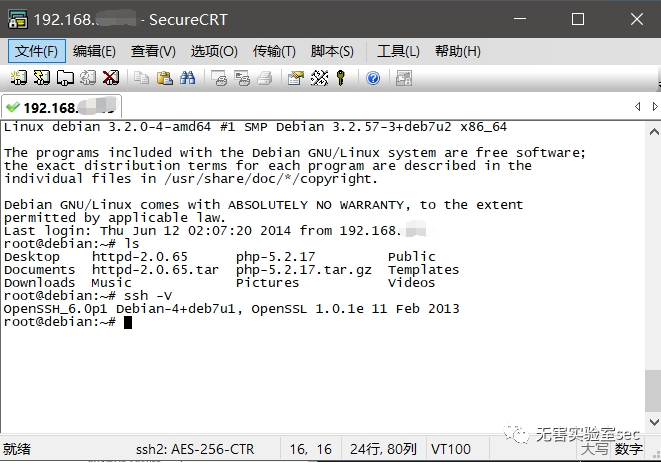 192.168. - SecureCRT
文件(F) 编辑(E) 查看(V) 选项(O) 传输(T) 脚本(S) 工具(L) 帮助(H)
192.168.
Linux debian 3.2.0-4-amd64 #1 SMP Debian 3.2.57-3+deb7u2 x86_64
The programs included with the Debian GNU/Linux system are free software;
the exact distribution terms for each program are described in the
individual files in /usr/share/doc/*/copyright.
Debian GNU/Linux comes with ABSOLUTELY NO WARRANTY, to the extent
permitted by applicable law.
Last login: Thu Jun 12 02:07:20 2014 from 192.168.
root@debian:~# ls
Desktop httpd-2.0.65 php-5.2.17 Public
Documents httpd-2.0.65.tar php-5.2.17.tar.gz Templates
Downloads Music Pictures Videos
root@debian:~# ssh -V
OpenSSH_6.0p1 Debian-4+deb7u1, OpenSSL 1.0.1e 11 Feb 2013
root@debian:~#
无害实验室sec
就绪 ssh2: AES-256-CTR 16, 16 24行, 80列 VT100 大写 数字